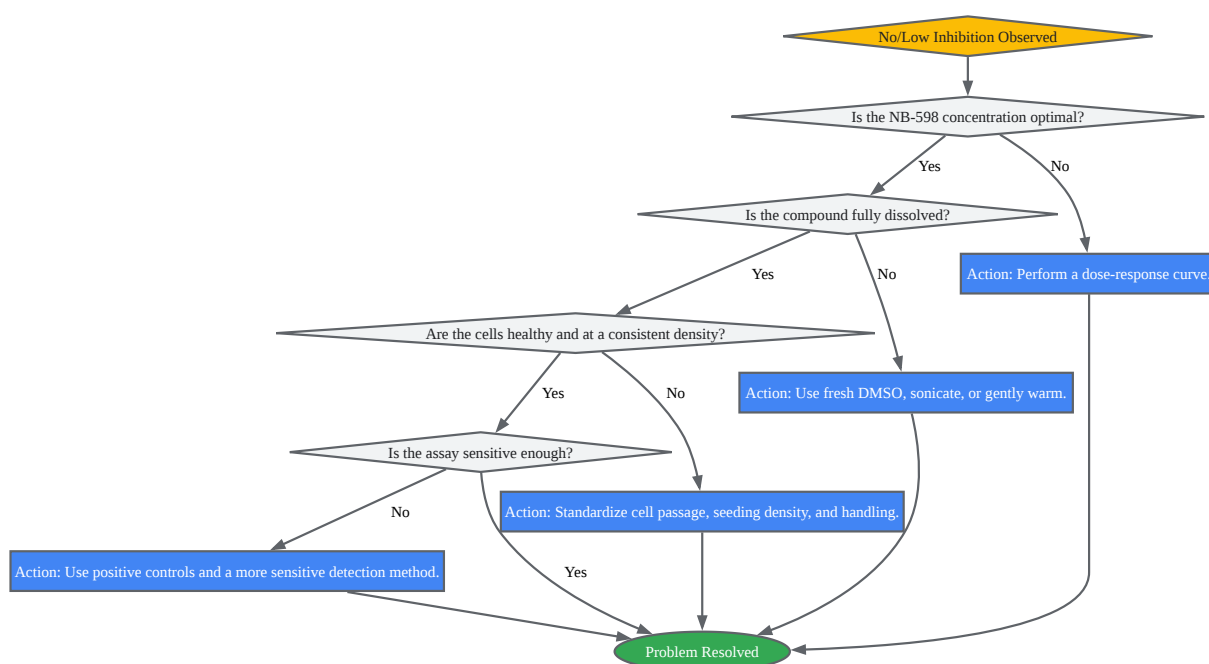 No/Low Inhibition Observed
Is the NB-598 concentration optimal?
Yes
No
Is the compound fully dissolved?
Yes
No
Action: Perform a dose-response curve.
Are the cells healthy and at a consistent density?
Yes
No
Action: Use fresh DMSO, sonicate, or gently warm.
Is the assay sensitive enough?
No
Action: Standardize cell passage, seeding density, and handling.
Action: Use positive controls and a more sensitive detection method.
Yes
Problem Resolved